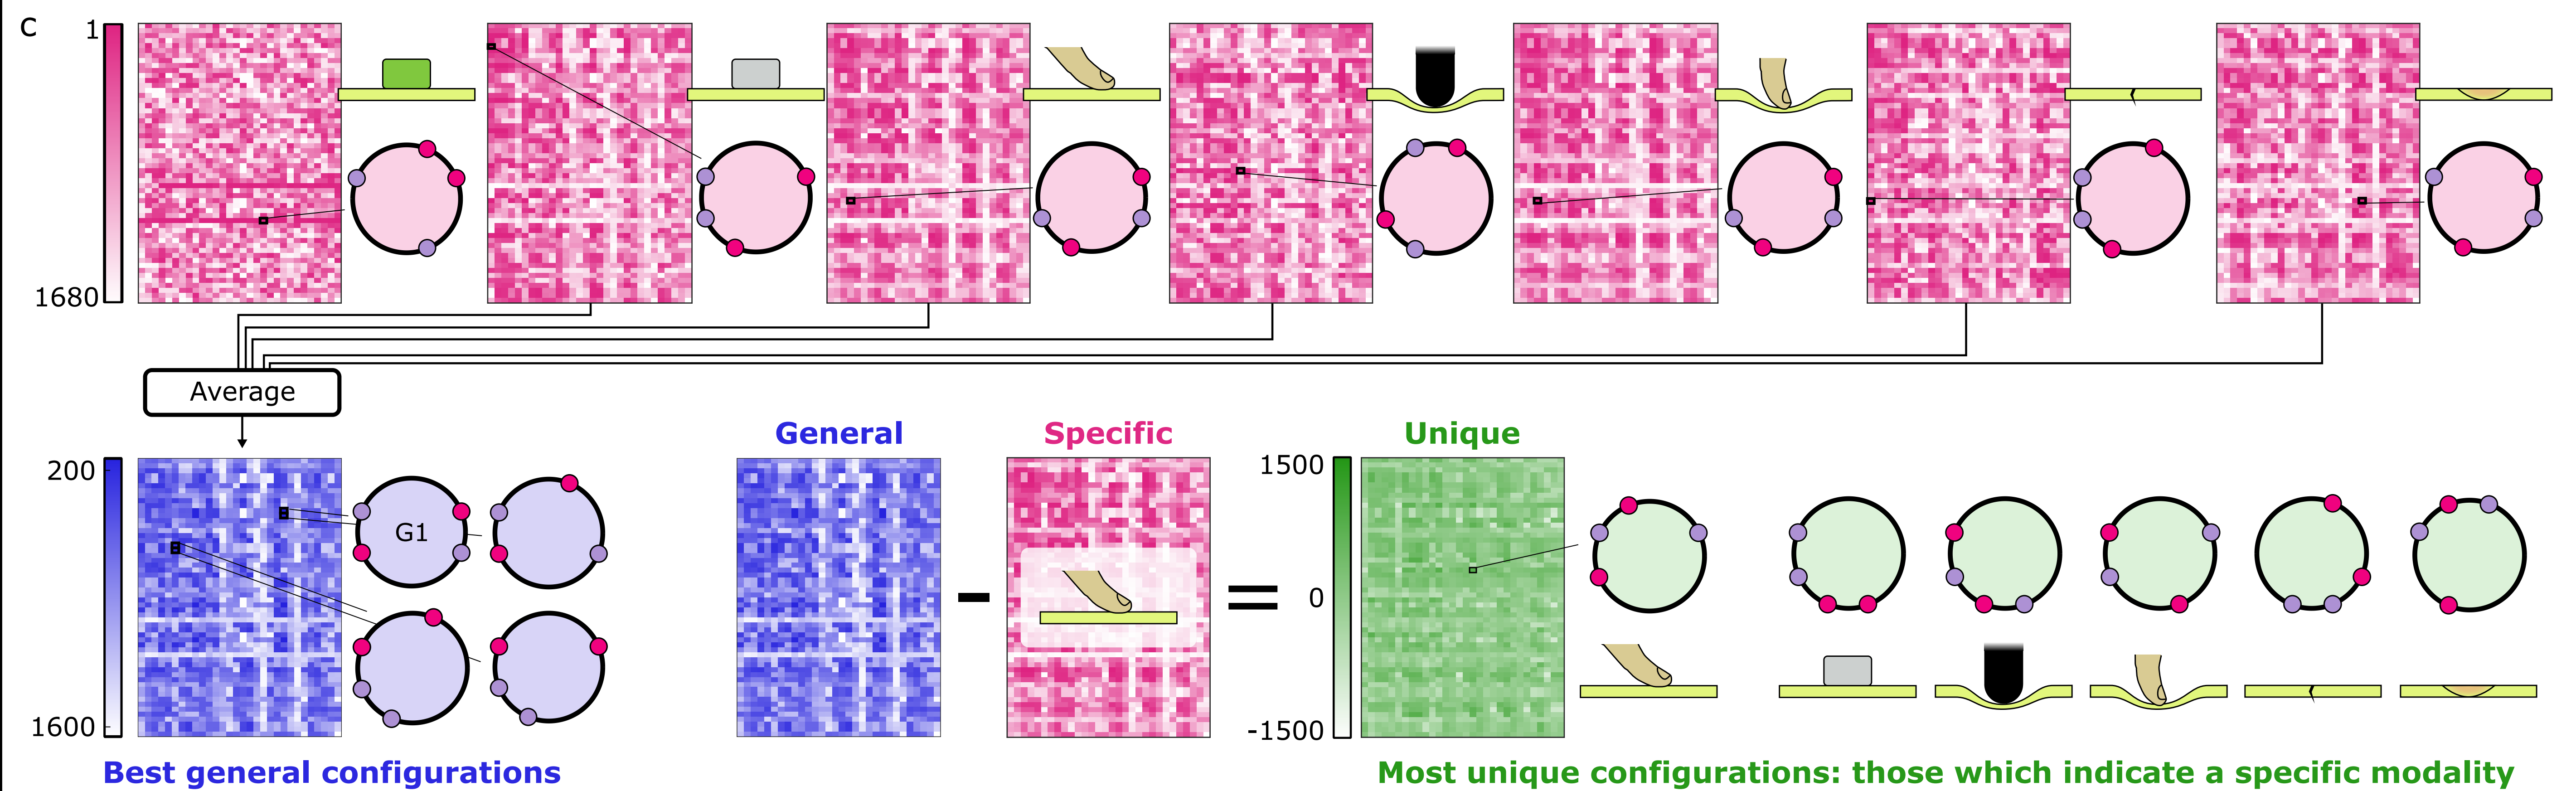 c
1
1680
Average
200
1600
G1
Best general configurations
General
Specific
Unique
1500
0
-1500
Most unique configurations: those which indicate a specific modality